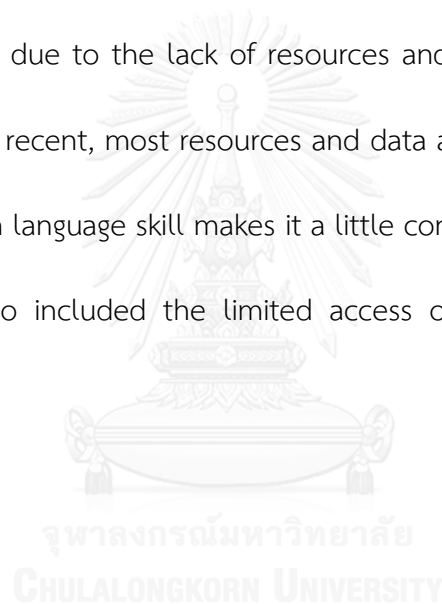 due to the lack of resources and
recent, most resources and data a
language skill makes it a little con
o included the limited access o
จุฬาลงกรณ์มหาวิทยาลัย
CHULALONGKORN UNIVERSITY